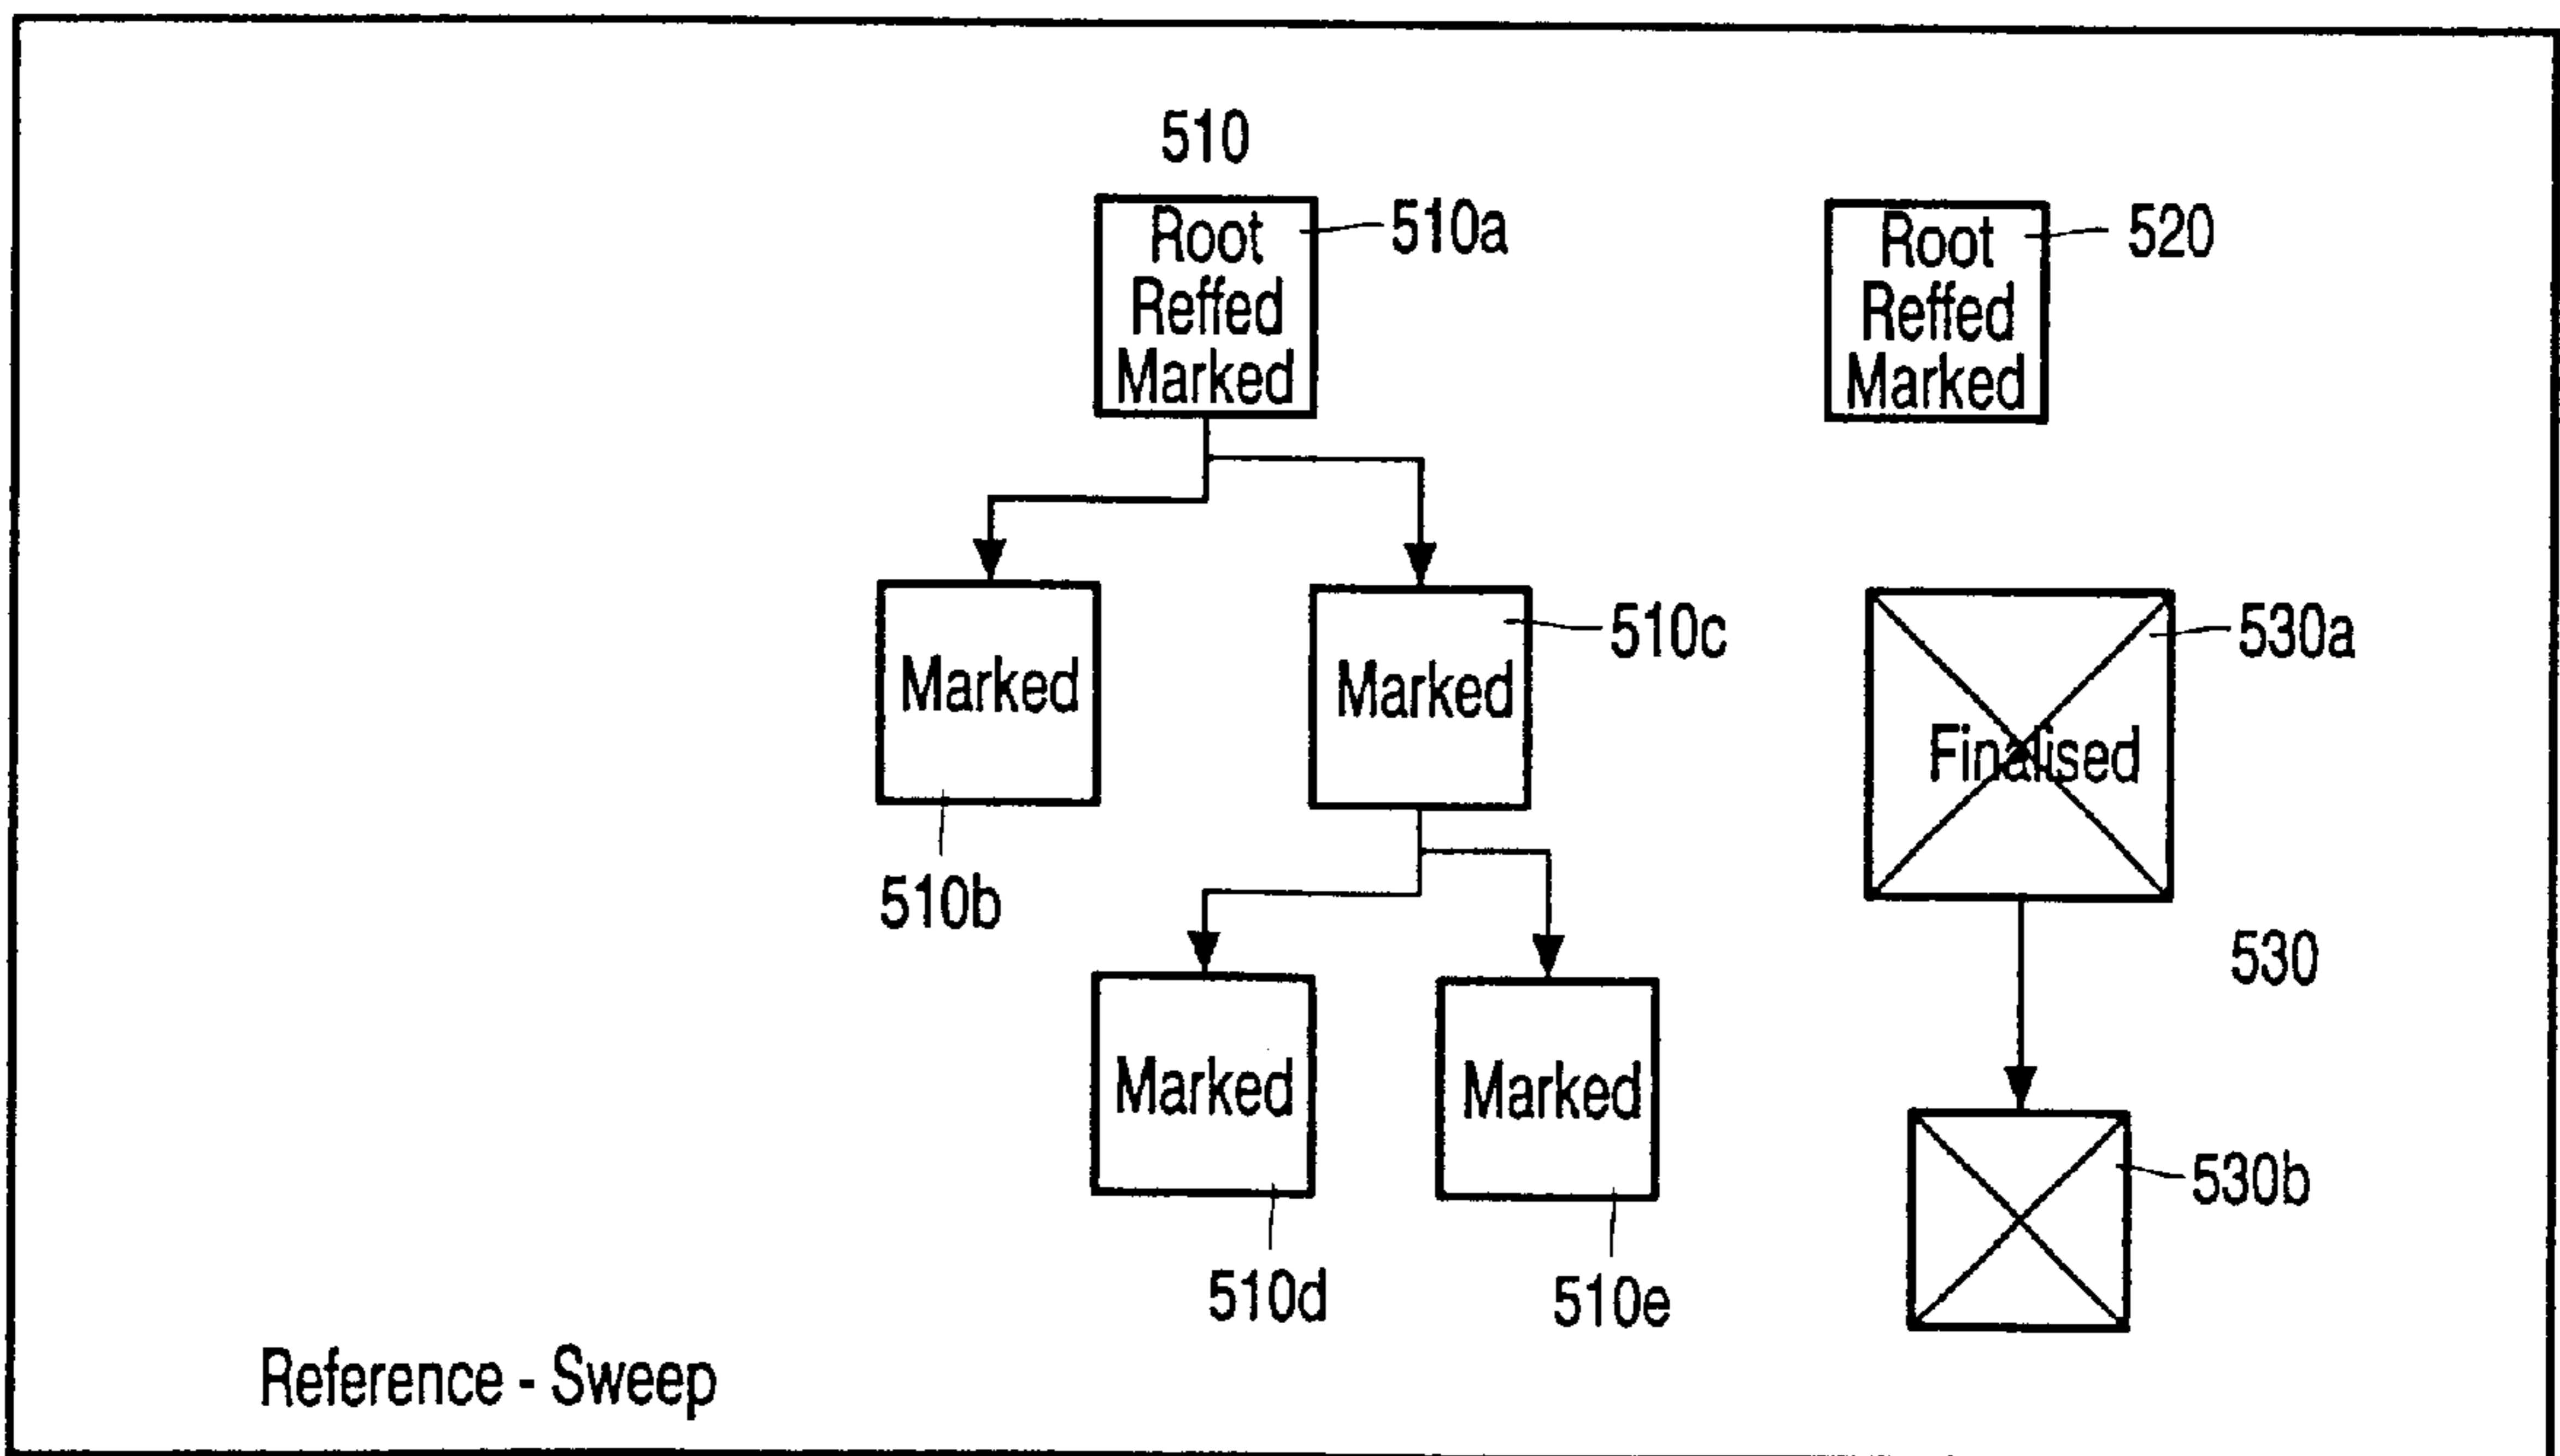 510
Root
Reffed
Marked
510a
Root
Reffed
Marked
520
Marked
510b
Marked
510c
Finalised
530a
530
Marked
510d
Marked
510e
530b
Reference - Sweep